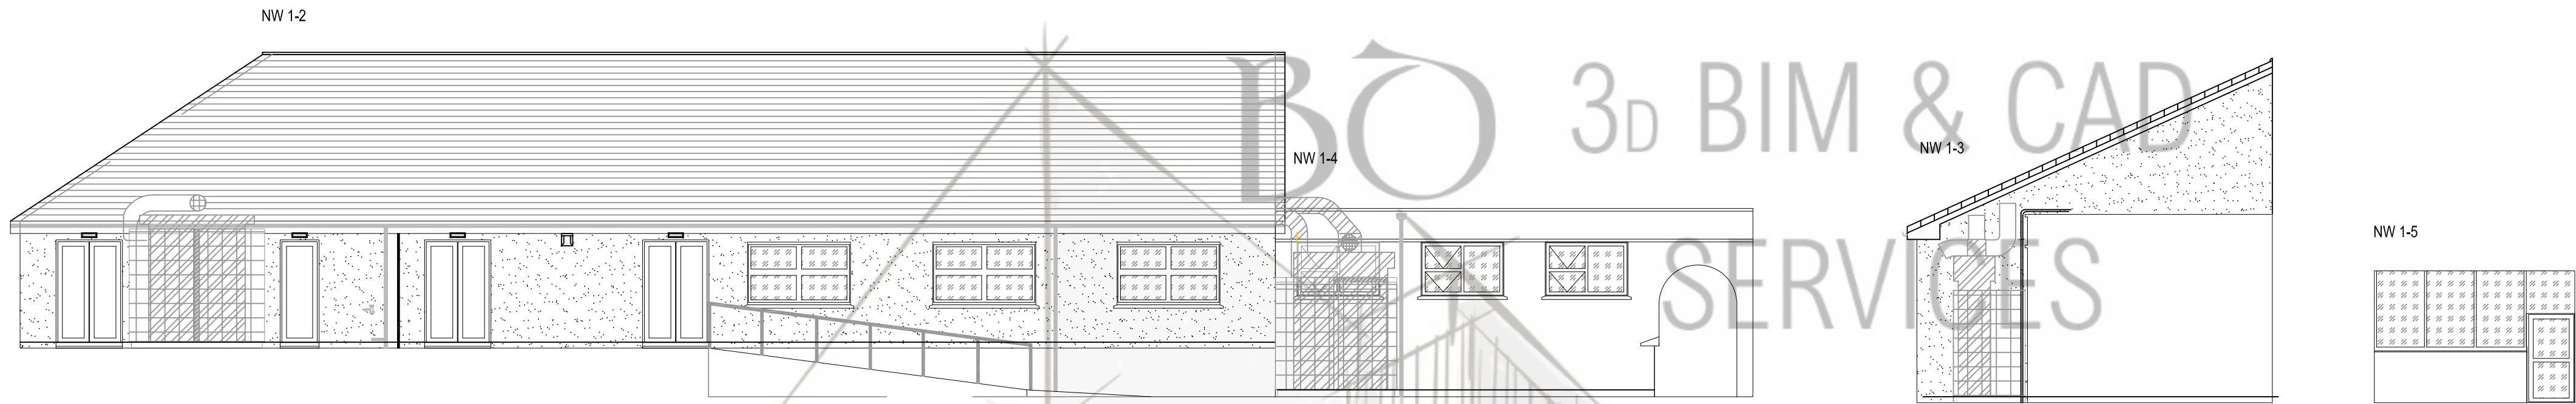 NW 1-2
BO 3D BIM & CAD
SERVICES
NW 1-4
NW 1-3
NW 1-5